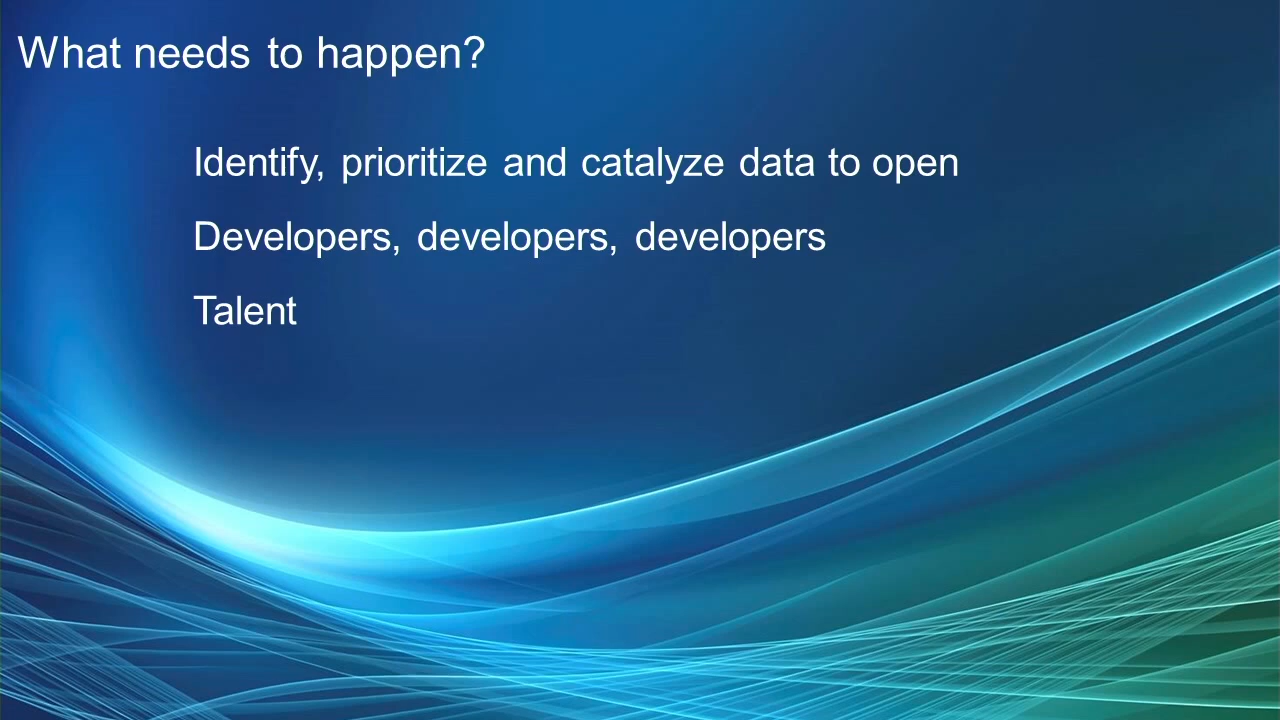 What needs to happen?
Identify, prioritize and catalyze data to open
Developers, developers, developers
Talent